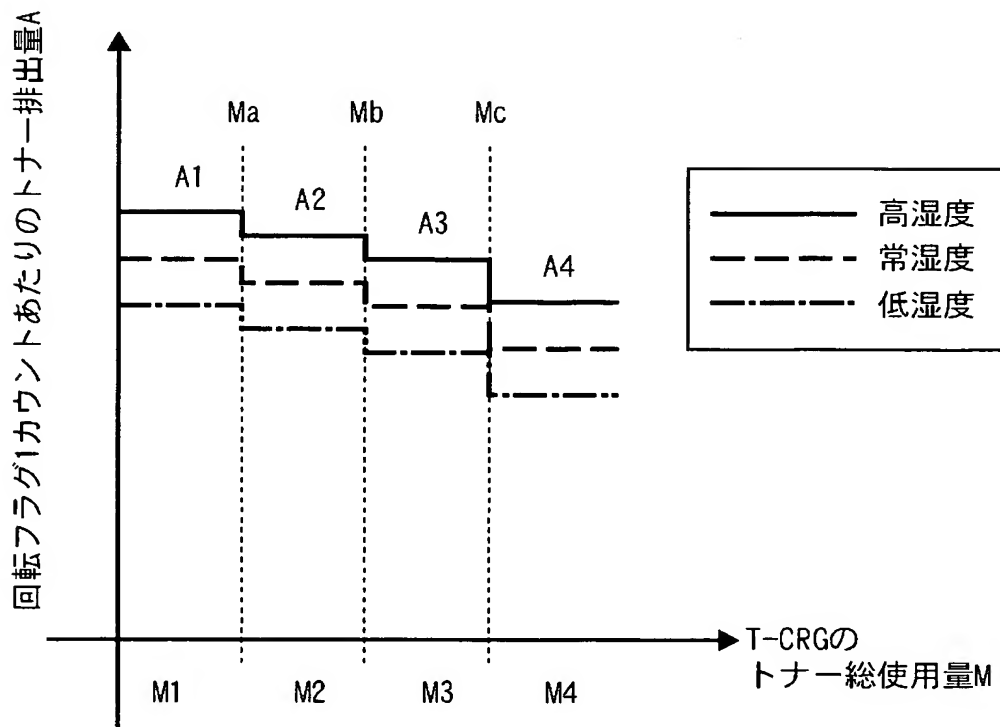 回転フラグ1カウントあたりのトナー排出量A
Ma Mb Mc
A1
A2
A3
A4
高湿度
常湿度
低湿度
T-CRGの
トナー総使用量M
M1 M2 M3 M4